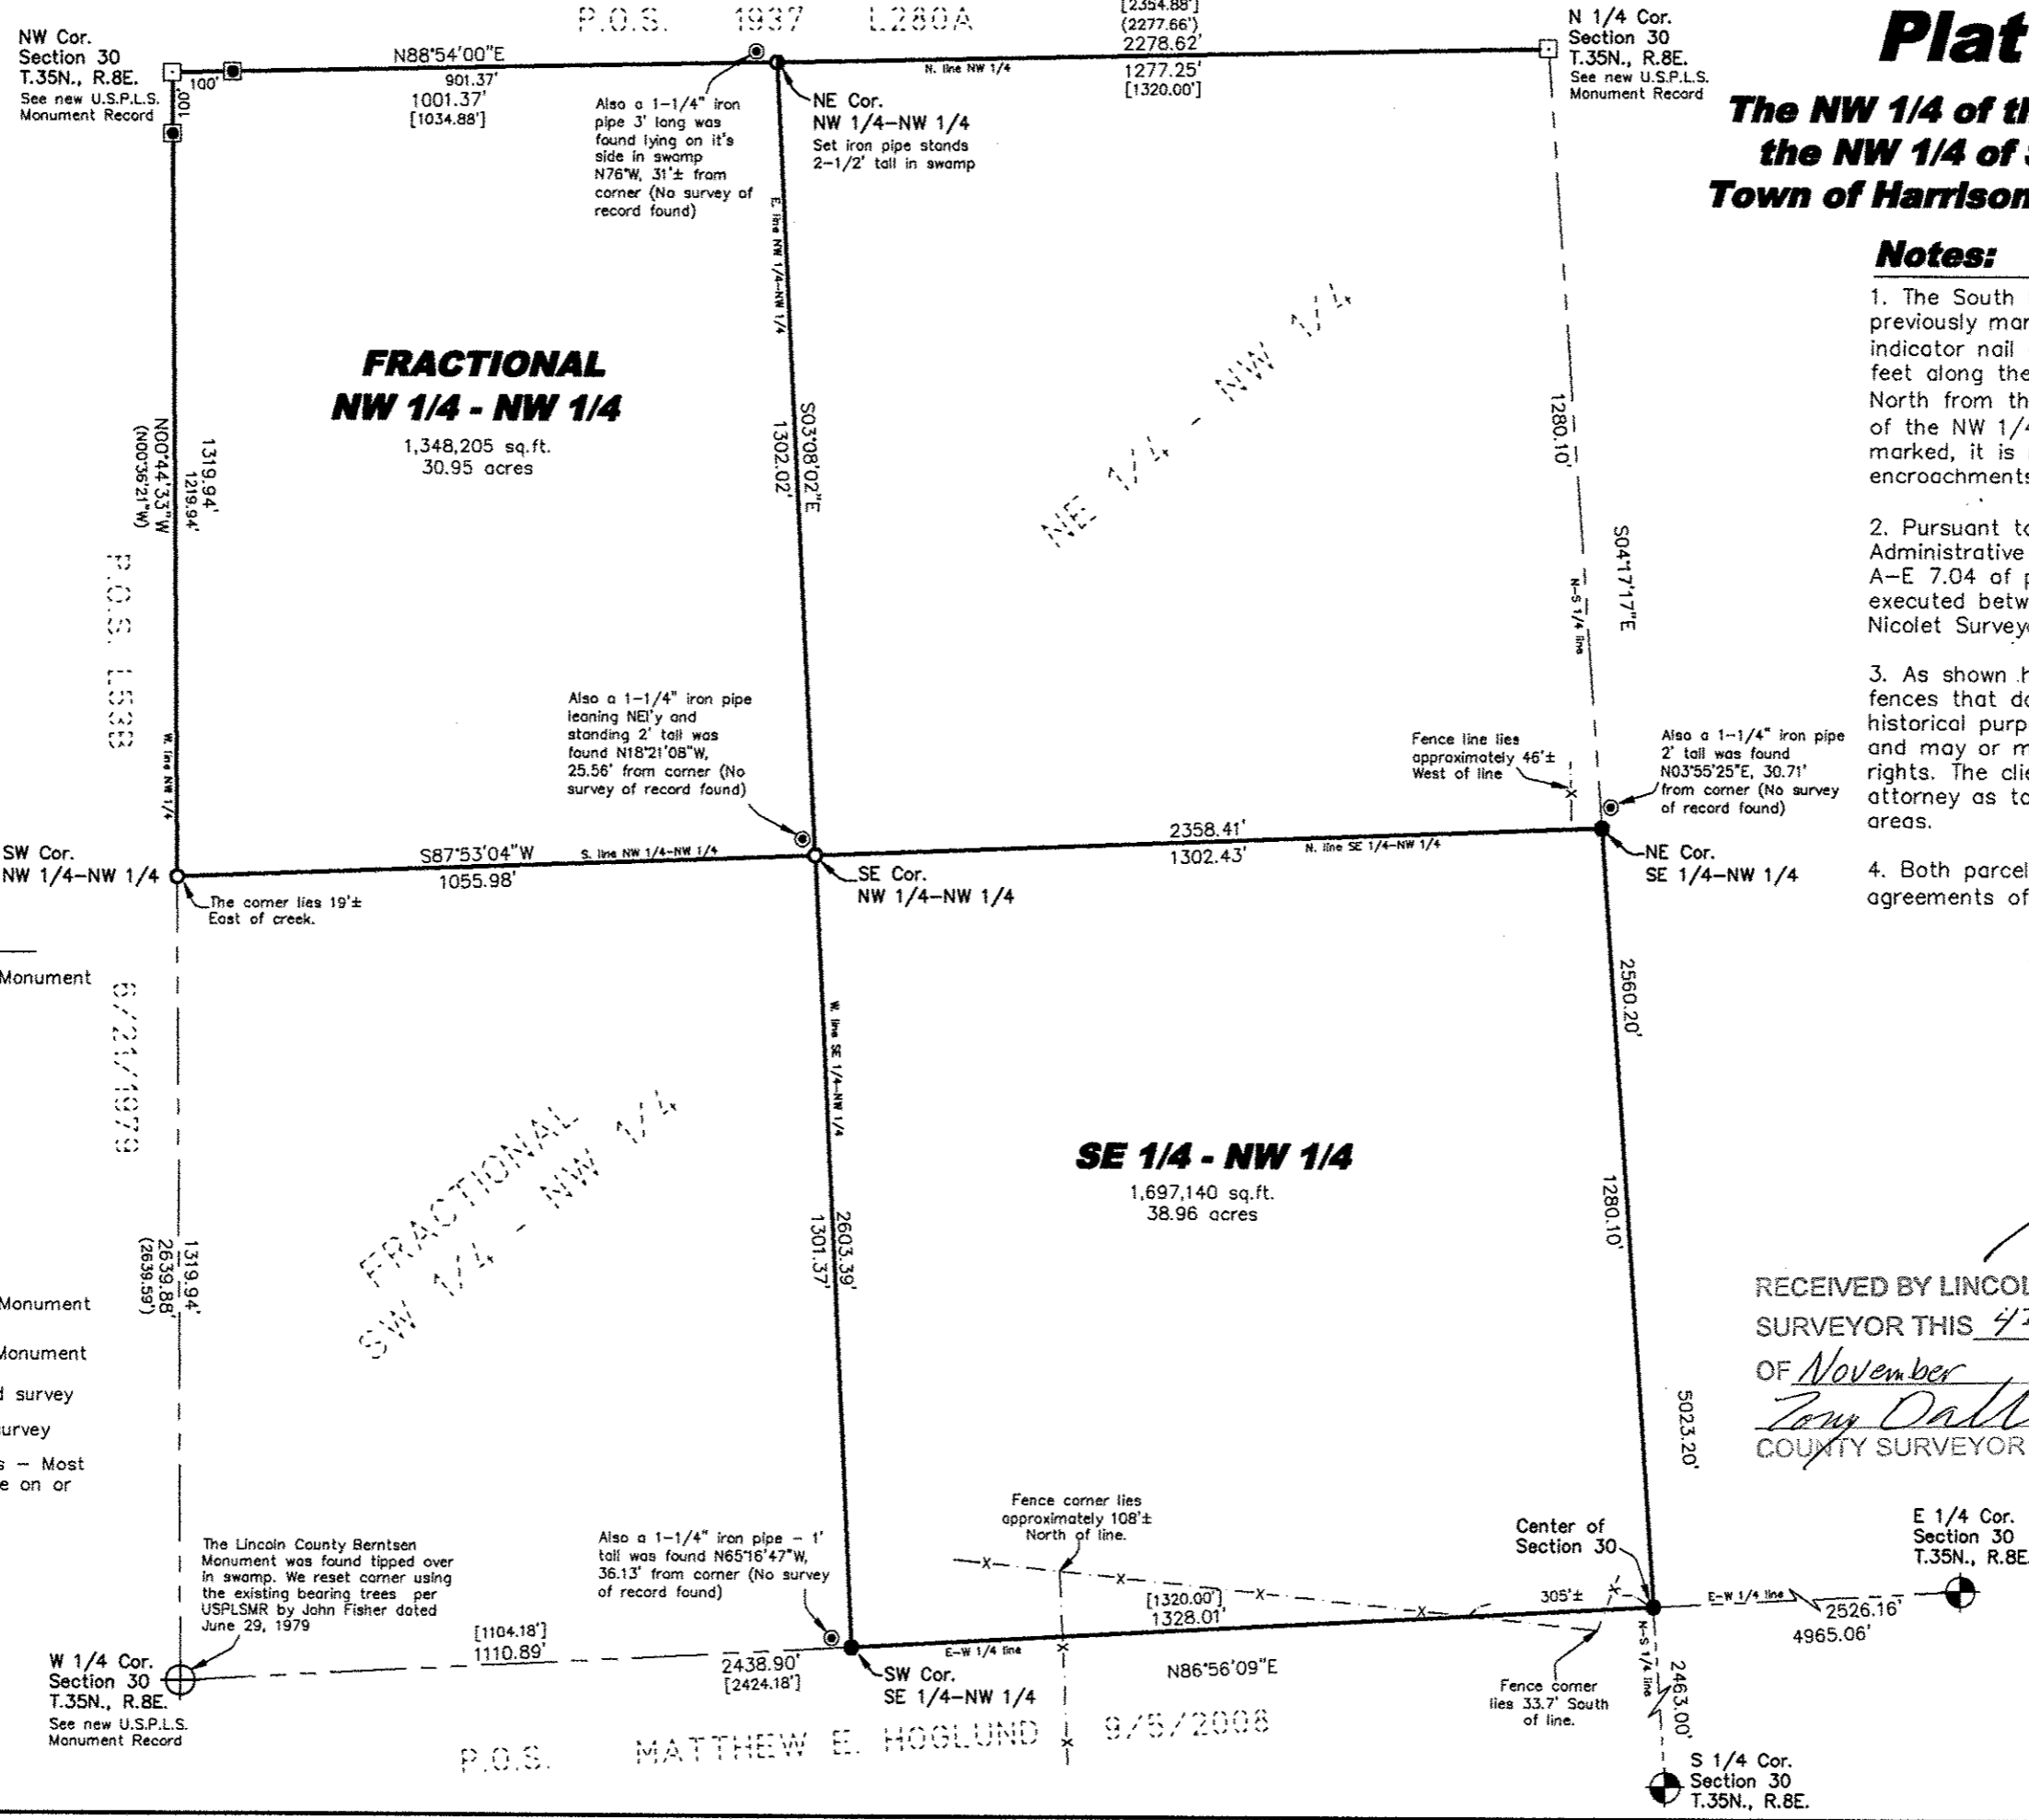 P.O.S. 1937 L280A
[2354.88']
(2277.66')
2278.62'
N. line NW 1/4
1277.25'
[1320.00']
NW Cor.
Section 30
T.35N., R.8E.
See new U.S.P.L.S.
Monument Record
100'
100'
N88°54'00"E
901.37'
1001.37'
[1034.88']
Also a 1-1/4" iron
pipe 3' long was
found lying on it's
side in swamp
N76°W, 31'± from
corner (No survey of
record found)
NE Cor.
NW 1/4-NW 1/4
Set iron pipe stands
2-1/2' tall in swamp
N 1/4 Cor.
Section 30
T.35N., R.8E.
See new U.S.P.L.S.
Monument Record
Plat
The NW 1/4 of th
the NW 1/4 of
Town of Harrison
Notes:
1. The South
previously mar
indicator nail
feet along the
North from th
of the NW 1/4
marked, it is
encroachments
2. Pursuant to
Administrative
A-E 7.04 of p
executed betw
Nicolet Survey
3. As shown h
fences that do
historical purp
and may or m
rights. The clie
attorney as to
areas.
4. Both parcel
agreements of
FRACTIONAL
NW 1/4 - NW 1/4
1,348,205 sq.ft.
30.95 acres
E. line NW 1/4-NW 1/4
S03°08'02"E
1302.02'
NE 1/4 - NW 1/4
1280.10'
S04°17'17"E
N-S 1/4 line
1319.94'
1219.94'
N00°44'33"W
(N00°36'21"W)
P.O.S. L53B
W. line NW 1/4
Also a 1-1/4" iron pipe
leaning NEl'y and
standing 2' tall was
found N18°21'08"W,
25.56' from corner (No
survey of record found)
Fence line lies
approximately 46'±
West of line
Also a 1-1/4" iron pipe
2' tall was found
N03°55'25"E, 30.71'
from corner (No survey
of record found)
SW Cor.
NW 1/4-NW 1/4
S87°53'04"W
S. line NW 1/4-NW 1/4
1055.98'
2358.41'
1302.43'
N. line SE 1/4-NW 1/4
The corner lies 19'±
East of creek.
SE Cor.
NW 1/4-NW 1/4
NE Cor.
SE 1/4-NW 1/4
Monument
6/21/1979
W. line SE 1/4-NW 1/4
2560.20'
FRACTIONAL
SW 1/4 - NW 1/4
SE 1/4 - NW 1/4
1,697,140 sq.ft.
38.96 acres
2603.39'
1301.37'
1280.10'
1319.94'
2639.88'
(2639.59')
Monument
Monument
d survey
urvey
s - Most
e on or
5023.20'
RECEIVED BY LINCOL
SURVEYOR THIS
OF November
Tony Dall
COUNTY SURVEYOR
The Lincoln County Berntsen
Monument was found tipped over
in swamp. We reset corner using
the existing bearing trees per
USPLSMR by John Fisher dated
June 29, 1979
Also a 1-1/4" iron pipe - 1'
tall was found N65°16'47"W,
36.13' from corner (No survey
of record found)
Fence corner lies
approximately 108'±
North of line.
Center of
Section 30
E 1/4 Cor.
Section 30
T.35N., R.8E.
[1320.00']
1328.01'
305'±
E-W 1/4 line
2526.16'
4965.06'
W 1/4 Cor.
Section 30
T.35N., R.8E.
See new U.S.P.L.S.
Monument Record
[1104.18']
1110.89'
2438.90'
[2424.18']
E-W 1/4 line
SW Cor.
SE 1/4-NW 1/4
N86°56'09"E
Fence corner
lies 33.7' South
of line.
N-S 1/4 line
2463.00'
P.O.S. MATTHEW E. HOGLUND 9/5/2008
S 1/4 Cor.
Section 30
T.35N., R.8E.